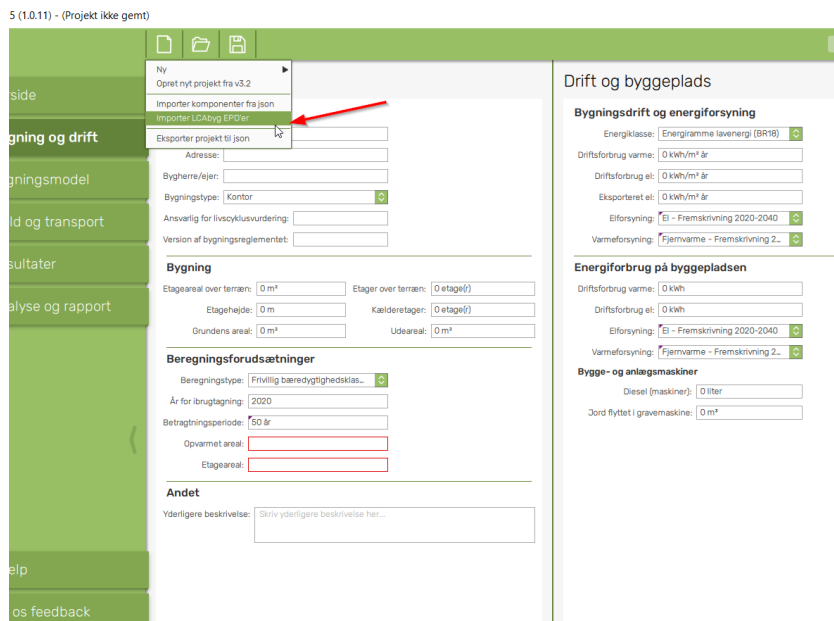 5 (1.0.11) - (Projekt ikke gemt)
Ny
Opret nyt projekt fra v3.2
Importer komponenter fra json
Importer LCAbyg EPD'er
Eksporter projekt til json
og drift
og transport
og rapport
os feedback
Adresse:
Bygherre/ejer:
Bygningstype: Kontor
Ansvarlig for livscyklusvurdering:
Version af bygningsreglementet:
Bygning
Etageareal over terræn: 0 m² Etager over terræn: 0 etage(r)
Etagehøjde: 0 m Kælderetager: 0 etage(r)
Grundens areal: 0 m² Udeareal: 0 m²
Beregningsforudsætninger
Beregningstype: Frivillig bæredygtighedsklas...
År for ibrugtagning: 2020
Betragtningsperiode: 50 år
Opvarmet areal:
Etageareal:
Andet
Yderligere beskrivelse: Skriv yderligere beskrivelse her...
Drift og byggeplads
Bygningsdrift og energiforsyning
Energiklasse: Energiramme lavenergi (BR18)
Driftsforbrug varme: 0 kWh/m² år
Driftsforbrug el: 0 kWh/m² år
Eksporteret el: 0 kWh/m² år
Elforsyning: El - Fremskrivning 2020-2040
Varmeforsyning: Fjernvarme - Fremskrivning 2...
Energiforbrug på byggepladsen
Driftsforbrug varme: 0 kWh
Driftsforbrug el: 0 kWh
Elforsyning: El - Fremskrivning 2020-2040
Varmeforsyning: Fjernvarme - Fremskrivning 2...
Bygge- og anlægsmaskiner
Diesel (maskiner): 0 liter
Jord flyttet i gravemaskine: 0 m³